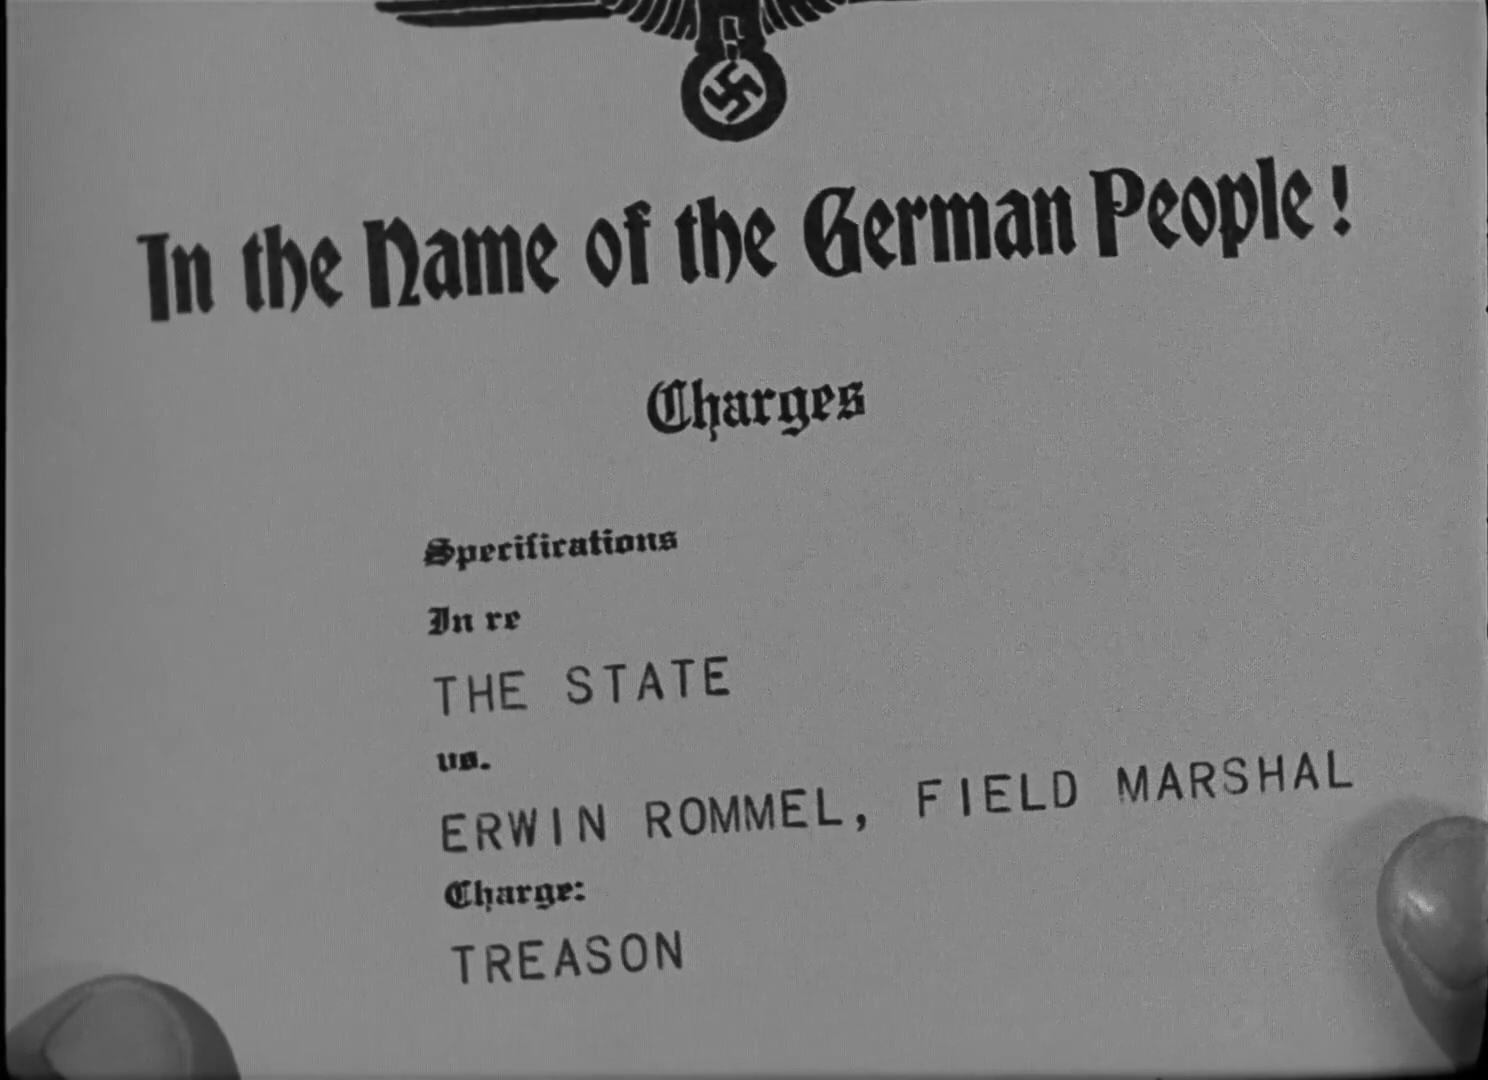 In the Name of the German People!
Charges
Specifications
In re
THE STATE
vs.
ERWIN ROMMEL, FIELD MARSHAL
Charge:
TREASON